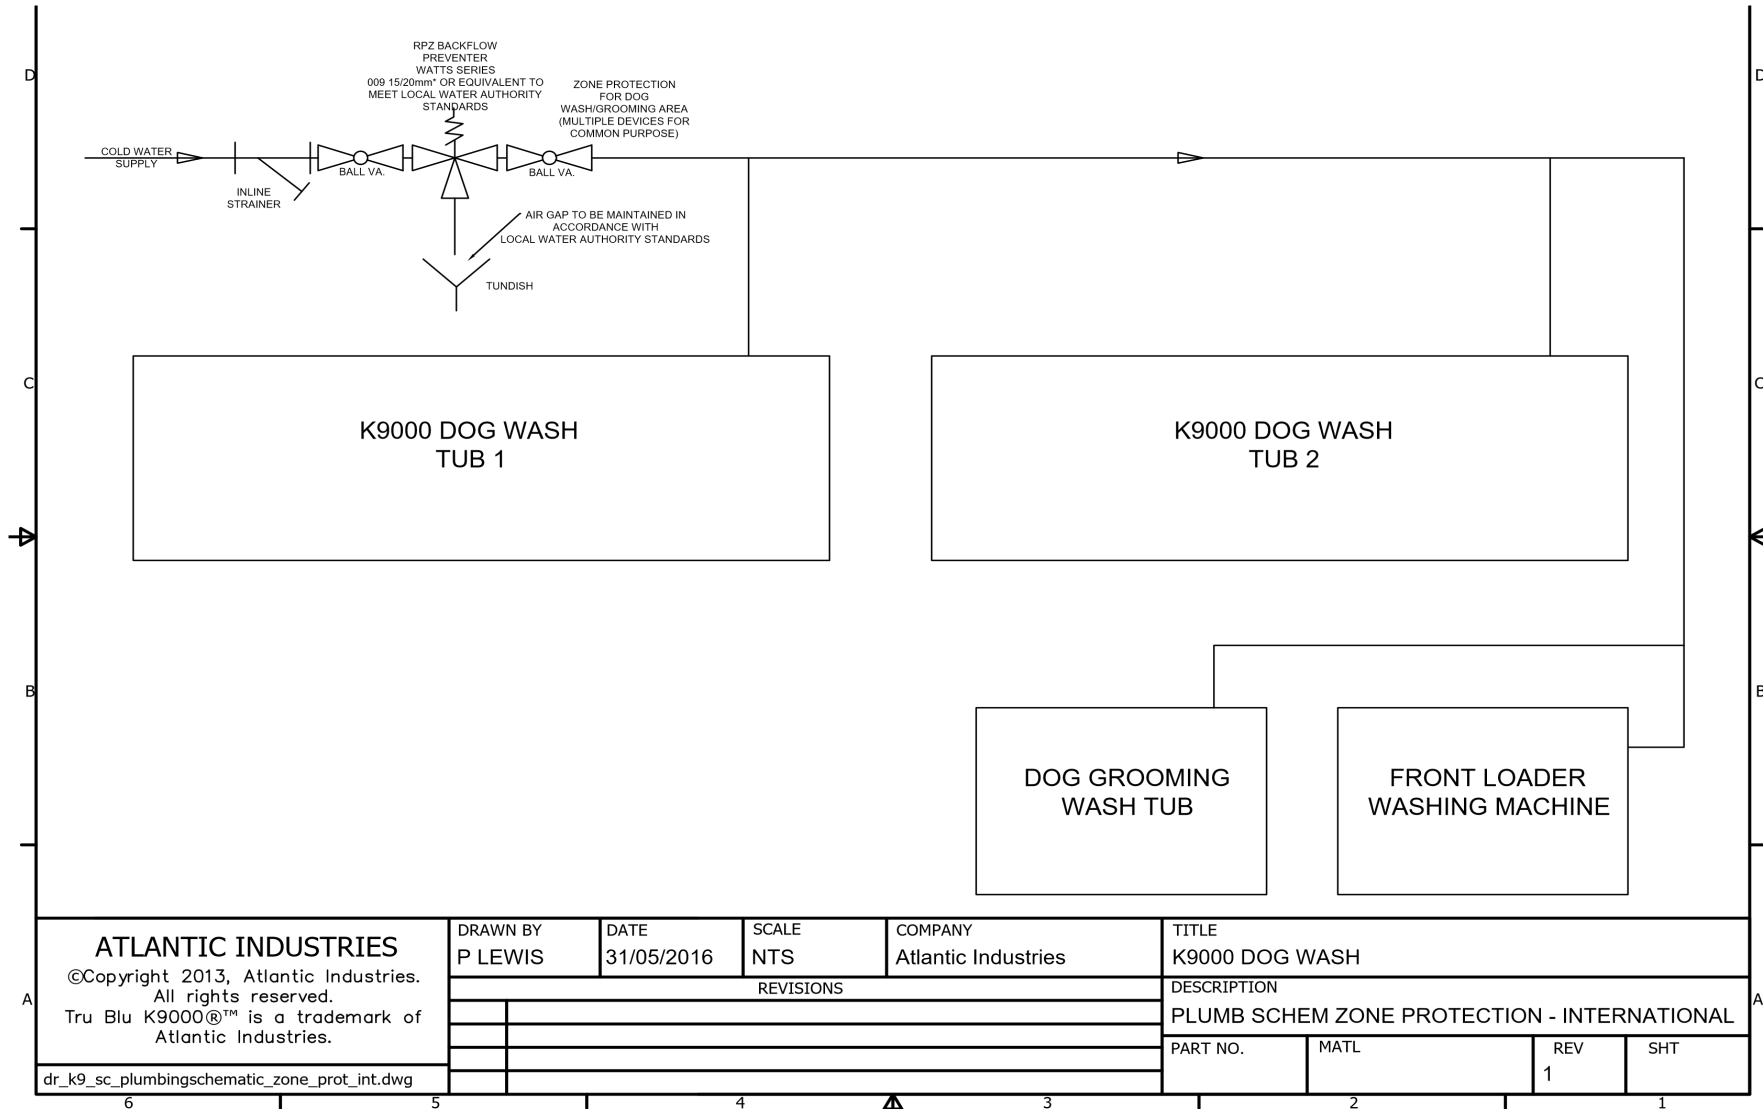 RPZ BACKFLOW
PREVENTER
WATTS SERIES
009 15/20mm* OR EQUIVALENT TO
MEET LOCAL WATER AUTHORITY
STANDARDS
ZONE PROTECTION
FOR DOG
WASH/GROOMING AREA
(MULTIPLE DEVICES FOR
COMMON PURPOSE)
COLD WATER
SUPPLY
BALL VA.
BALL VA.
INLINE
STRAINER
AIR GAP TO BE MAINTAINED IN
ACCORDANCE WITH
LOCAL WATER AUTHORITY STANDARDS
TUNDISH
K9000 DOG WASH
TUB 1
K9000 DOG WASH
TUB 2
DOG GROOMING
WASH TUB
FRONT LOADER
WASHING MACHINE
D
D
C
C
B
B
A
A
ATLANTIC INDUSTRIES
©Copyright 2013, Atlantic Industries.
All rights reserved.
Tru Blu K9000®™ is a trademark of
Atlantic Industries.
dr_k9_sc_plumbingschematic_zone_prot_int.dwg
DRAWN BY
P LEWIS
DATE
31/05/2016
SCALE
NTS
COMPANY
Atlantic Industries
TITLE
K9000 DOG WASH
REVISIONS
DESCRIPTION
PLUMB SCHEM ZONE PROTECTION - INTERNATIONAL
PART NO.
MATL
REV
1
SHT
6
5
4
3
2
1